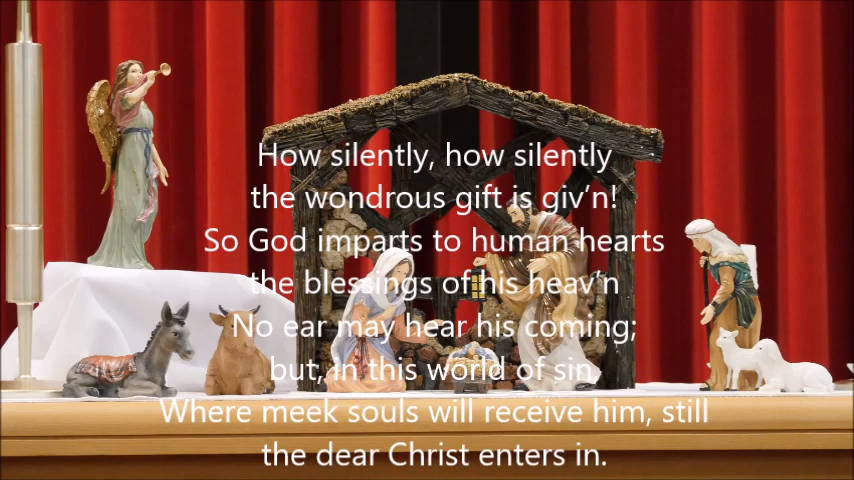 How silently, how silently
the wondrous gift is giv’n!
So God imparts to human hearts
the blessings of his heav’n
No ear may hear his coming;
but, in this world of sin,
Where meek souls will receive him, still
the dear Christ enters in.